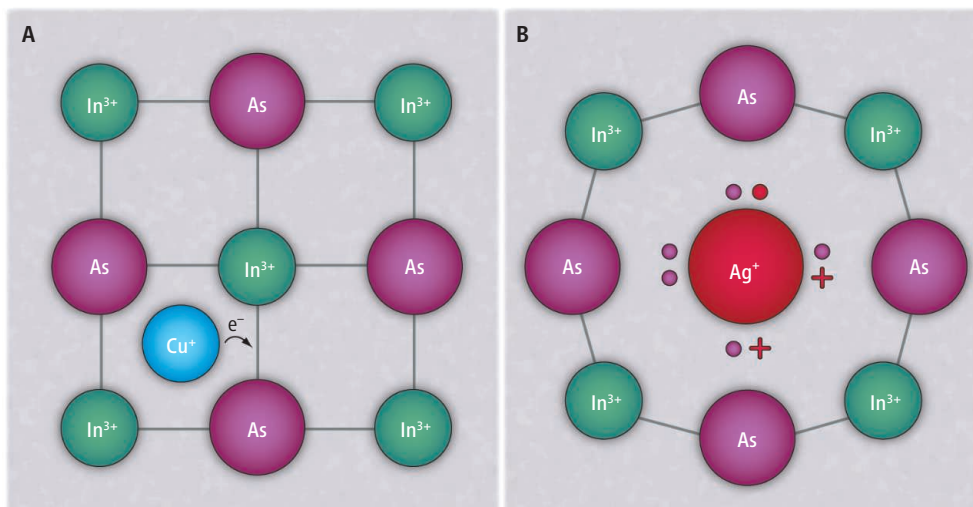 A
In³⁺ As In³⁺
As In³⁺ As
e⁻
Cu⁺
In³⁺ As In³⁺
B
As
In³⁺ In³⁺
As Ag⁺ As
In³⁺ In³⁺
As